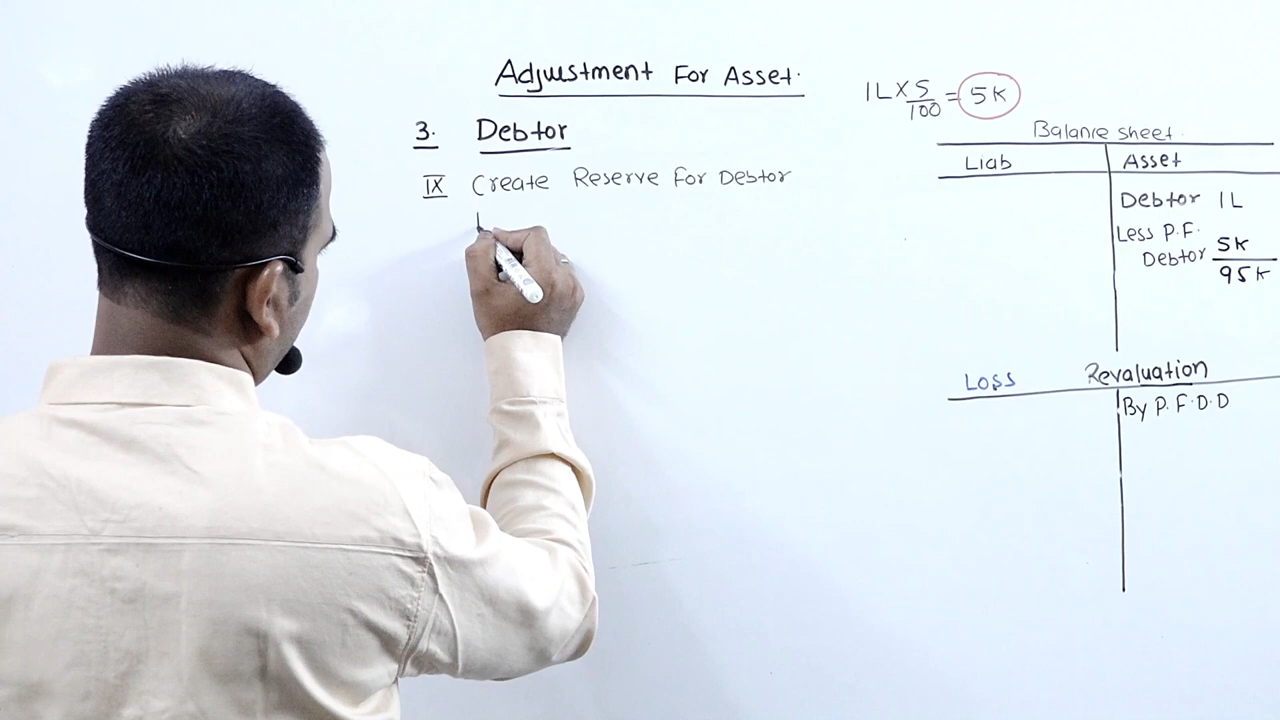 Adjustment For Asset.
3. Debtor
IX Create Reserve For Debtor
1L X 5/100 = 5K
Balance sheet.
Liab Asset
Debtor 1L
Less P.F.
Debtor 5K
95K
Loss Revaluation
By P.F.D.D